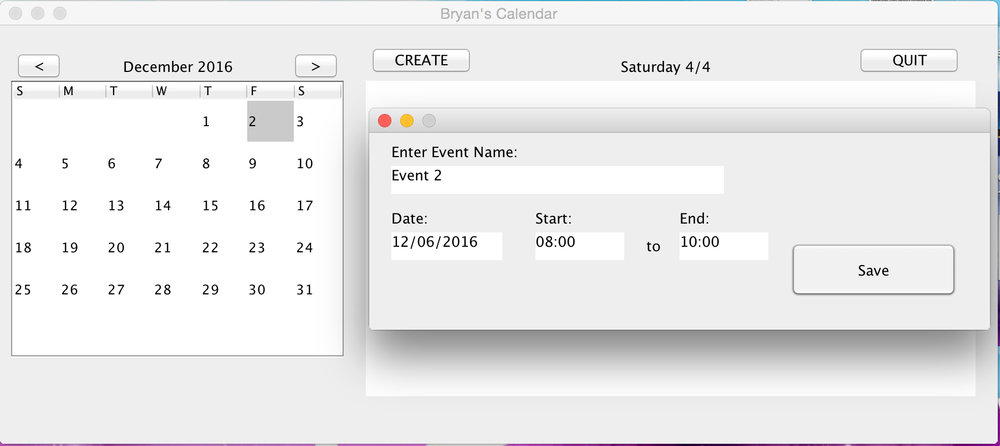 Bryan's Calendar
< December 2016 >
S M T W T F S
1 2 3
4 5 6 7 8 9 10
11 12 13 14 15 16 17
18 19 20 21 22 23 24
25 26 27 28 29 30 31
CREATE Saturday 4/4 QUIT
Enter Event Name:
Event 2
Date: Start: End:
12/06/2016 08:00 to 10:00
Save